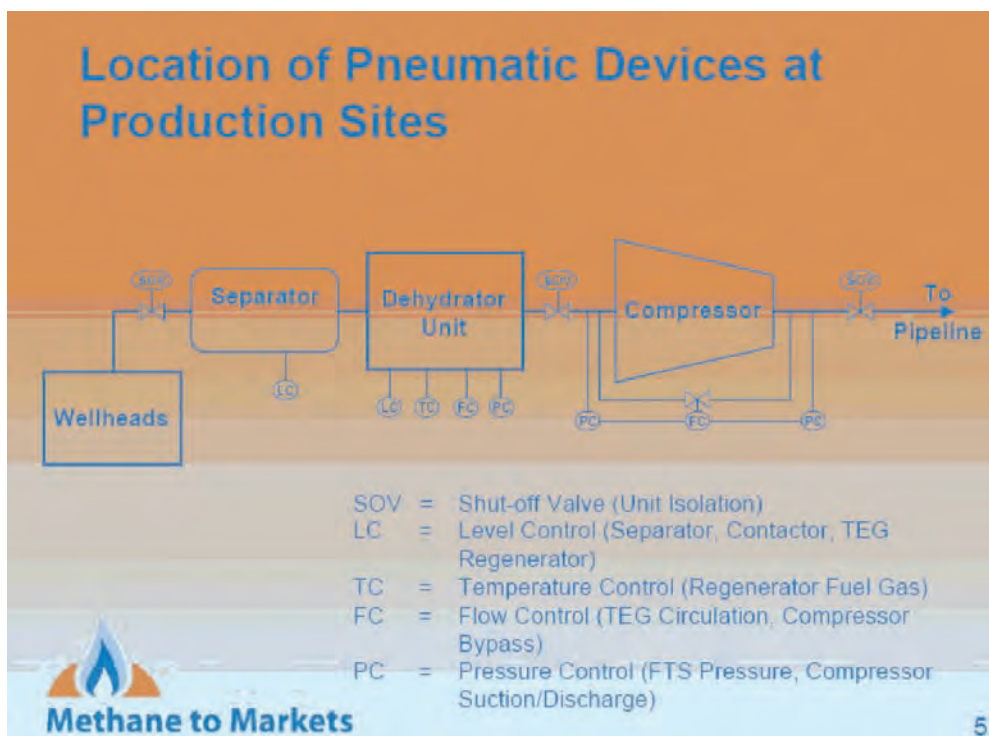 Location of Pneumatic Devices at
Production Sites
SOV
Separator
Dehydrator
Unit
SOV
Compressor
SOV
To
Pipeline
Wellheads
LC
LC TC FC PC
PC FC PC
SOV = Shut-off Valve (Unit Isolation)
LC = Level Control (Separator, Contactor, TEG
Regenerator)
TC = Temperature Control (Regenerator Fuel Gas)
FC = Flow Control (TEG Circulation, Compressor
Bypass)
PC = Pressure Control (FTS Pressure, Compressor
Suction/Discharge)
Methane to Markets
5